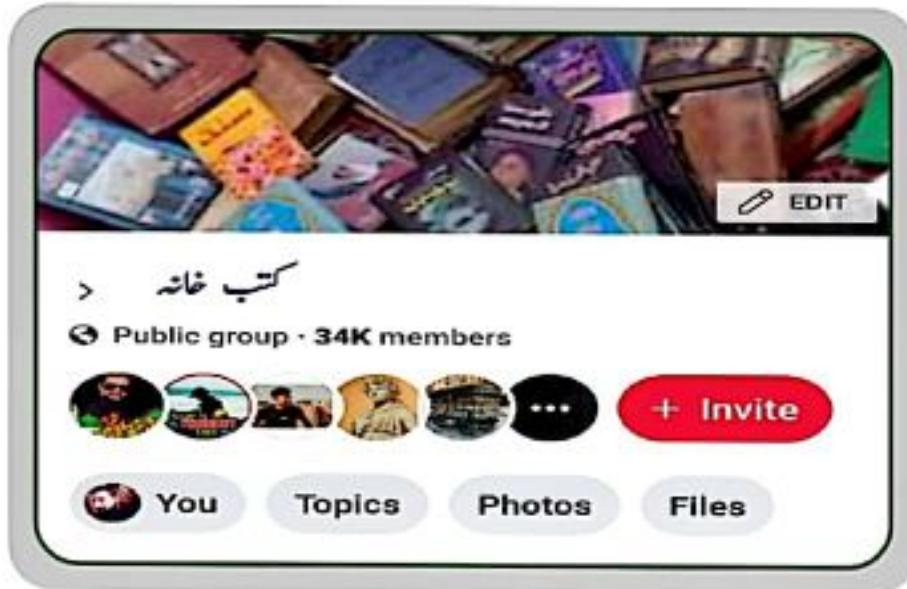 EDIT
کتب خانہ >
Public group · 34K members
+ Invite
You Topics Photos Files